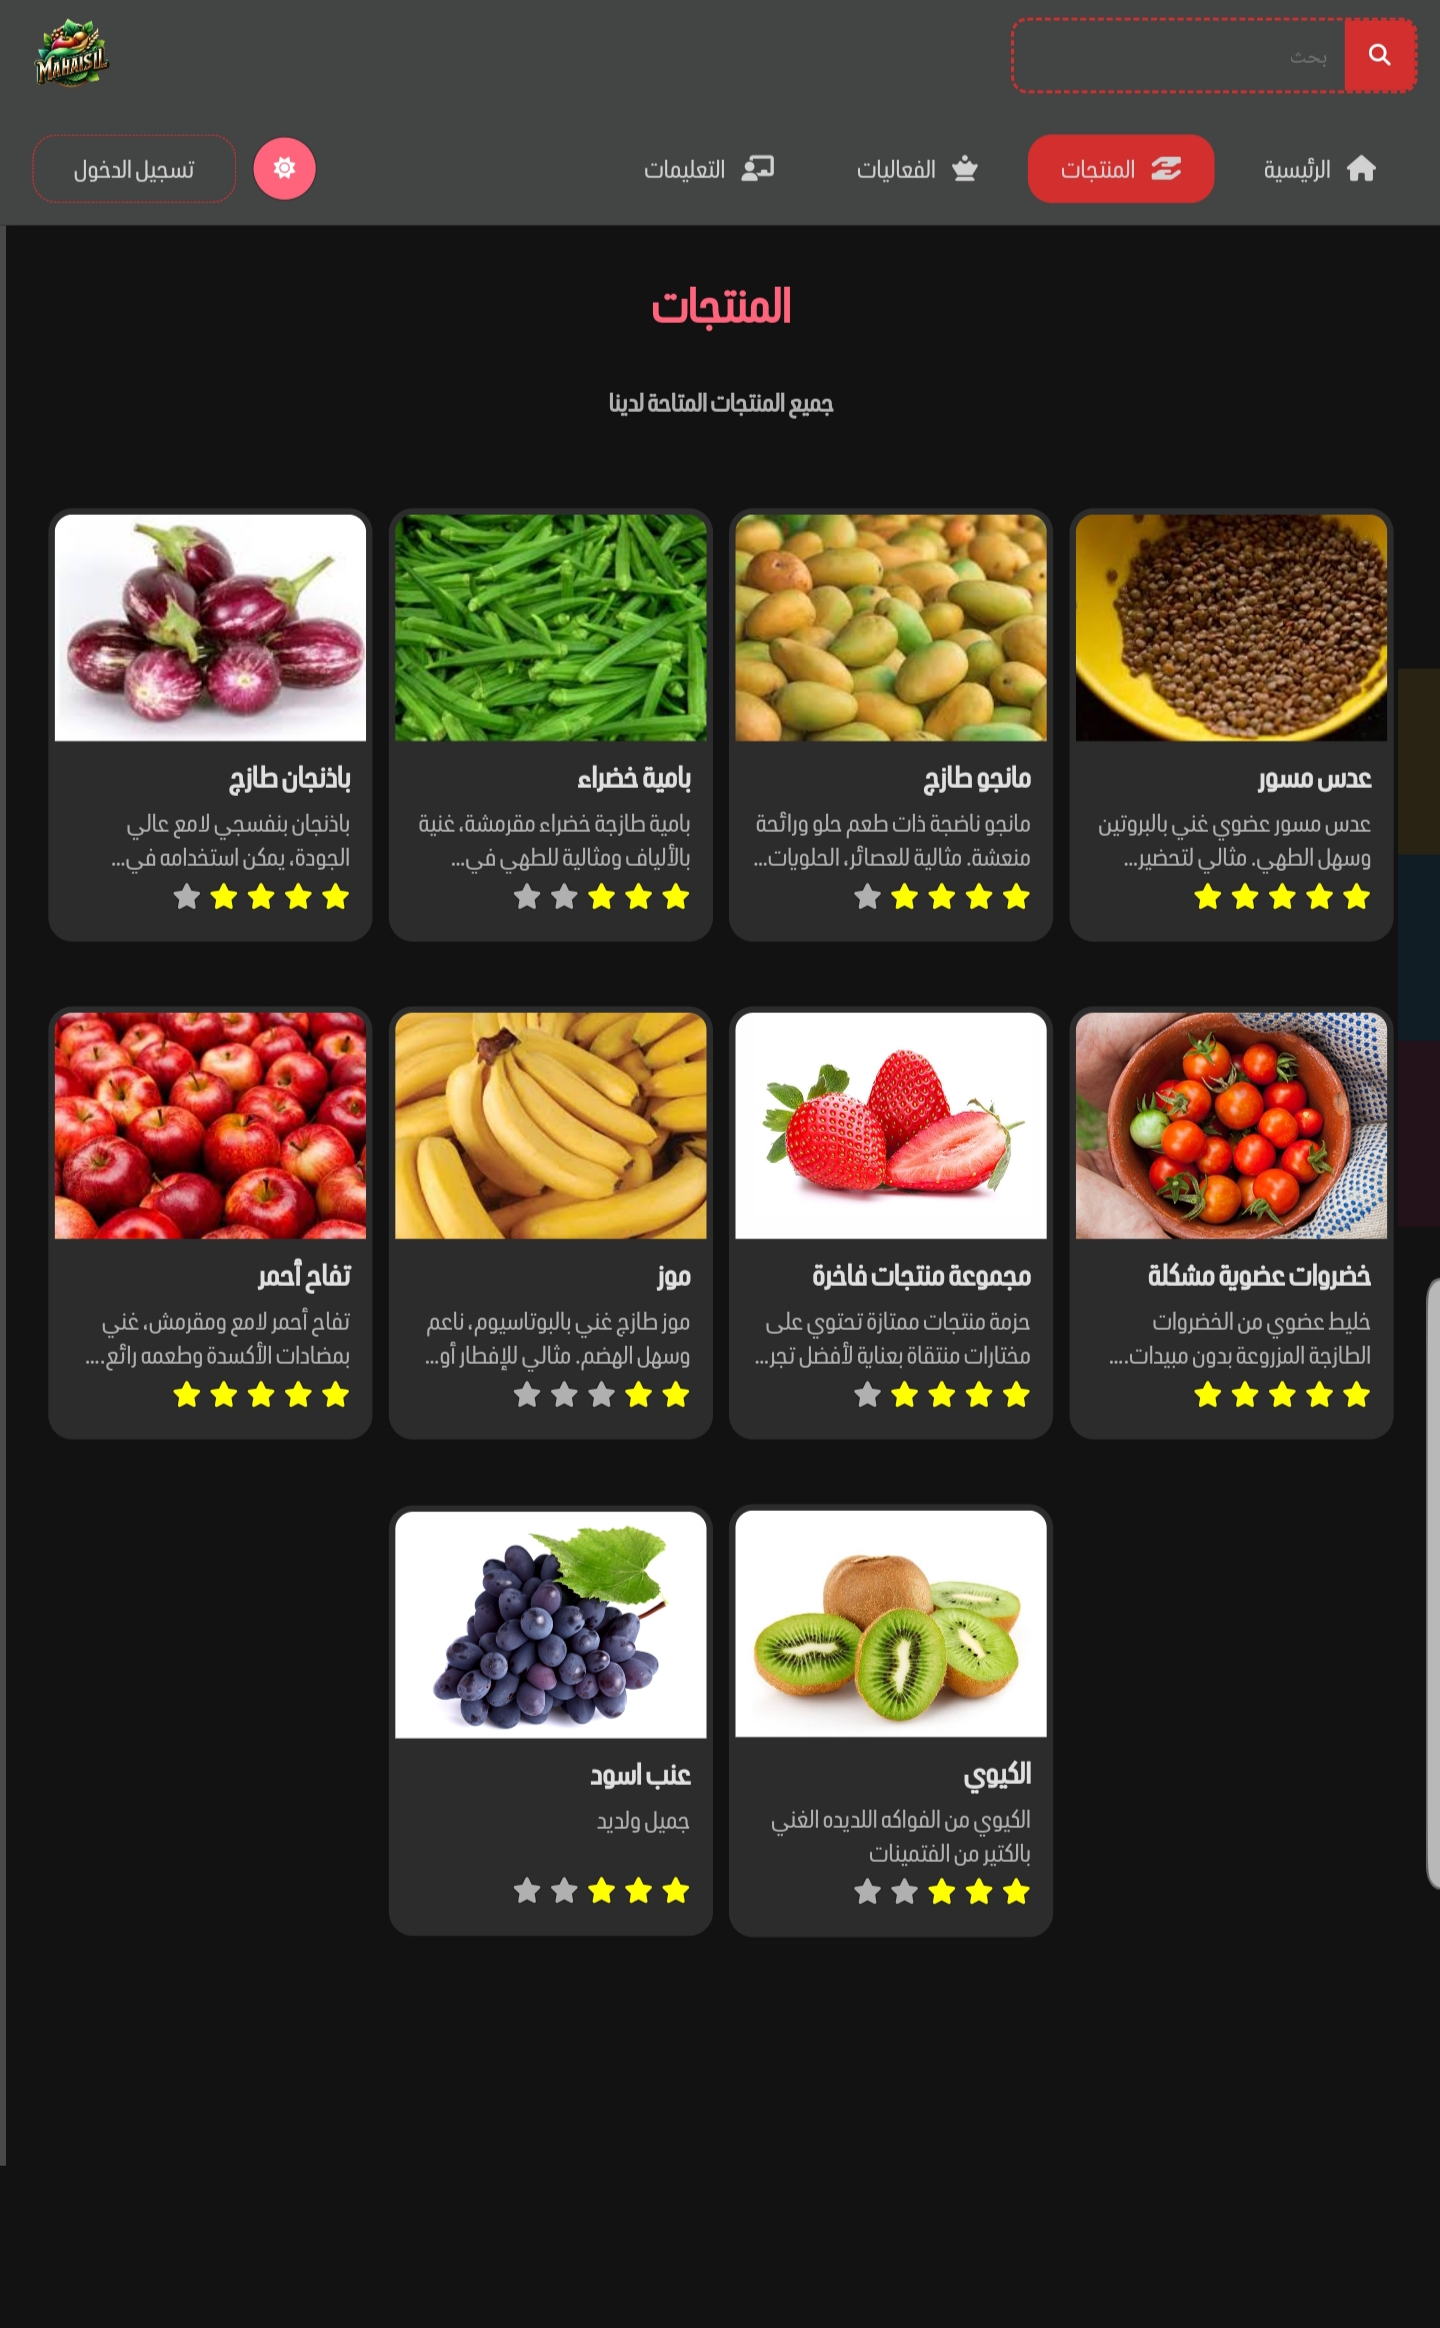 بحث
MAHAISIL
الرئيسية
المنتجات
الفعاليات
التعليمات
تسجيل الدخول
المنتجات
جميع المنتجات المتاحة لدينا
عدس مسور
عدس مسور عضوي غني بالبروتين
وسهل الطهي. مثالي لتحضير...
مانجو طازج
مانجو ناضجة ذات طعم حلو ورائحة
منعشة. مثالية للعصائر، الحلويات...
بامية خضراء
بامية طازجة خضراء مقرمشة، غنية
بالألياف ومثالية للطهي في...
باذنجان طازج
باذنجان بنفسجي لامع عالي
الجودة، يمكن استخدامه في...
خضروات عضوية مشكلة
خليط عضوي من الخضروات
الطازجة المزروعة بدون مبيدات....
مجموعة منتجات فاخرة
حزمة منتجات ممتازة تحتوي على
مختارات منتقاة بعناية لأفضل تجر...
موز
موز طازج غني بالبوتاسيوم، ناعم
وسهل الهضم. مثالي للإفطار أو...
تفاح أحمر
تفاح أحمر لامع ومقرمش، غني
بمضادات الأكسدة وطعمه رائع....
الكيوي
الكيوي من الفواكه اللديده الغني
بالكتير من الفتمينات
عنب اسود
جميل ولديد